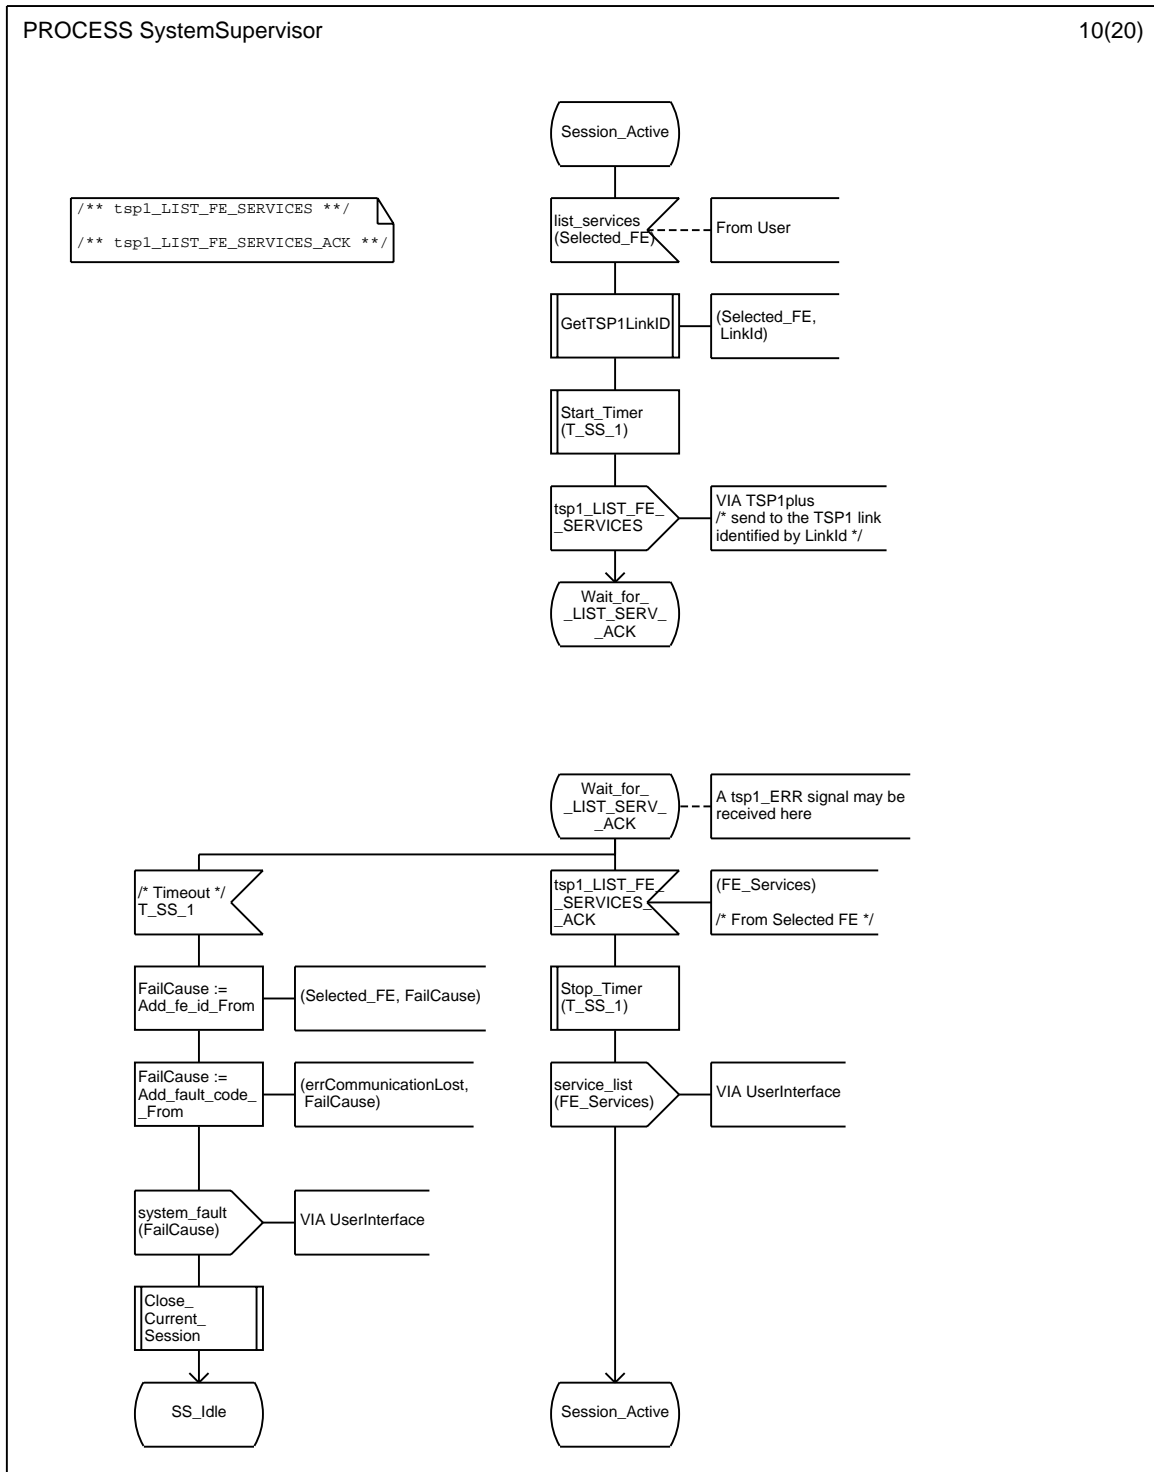 PROCESS SystemSupervisor
10(20)
Session_Active
/** tsp1_LIST_FE_SERVICES **/
/** tsp1_LIST_FE_SERVICES_ACK **/
list_services
(Selected_FE)
From User
GetTSP1LinkID
(Selected_FE,
LinkId)
Start_Timer
(T_SS_1)
tsp1_LIST_FE_
_SERVICES
VIA TSP1plus
/* send to the TSP1 link
identified by LinkId */
Wait_for_
_LIST_SERV_
_ACK
Wait_for_
_LIST_SERV_
_ACK
A tsp1_ERR signal may be
received here
/* Timeout */
T_SS_1
tsp1_LIST_FE_
_SERVICES_
_ACK
(FE_Services)
/* From Selected FE */
FailCause :=
Add_fe_id_From
(Selected_FE, FailCause)
Stop_Timer
(T_SS_1)
FailCause :=
Add_fault_code_
_From
(errCommunicationLost,
FailCause)
service_list
(FE_Services)
VIA UserInterface
system_fault
(FailCause)
VIA UserInterface
Close_
Current_
Session
SS_Idle
Session_Active